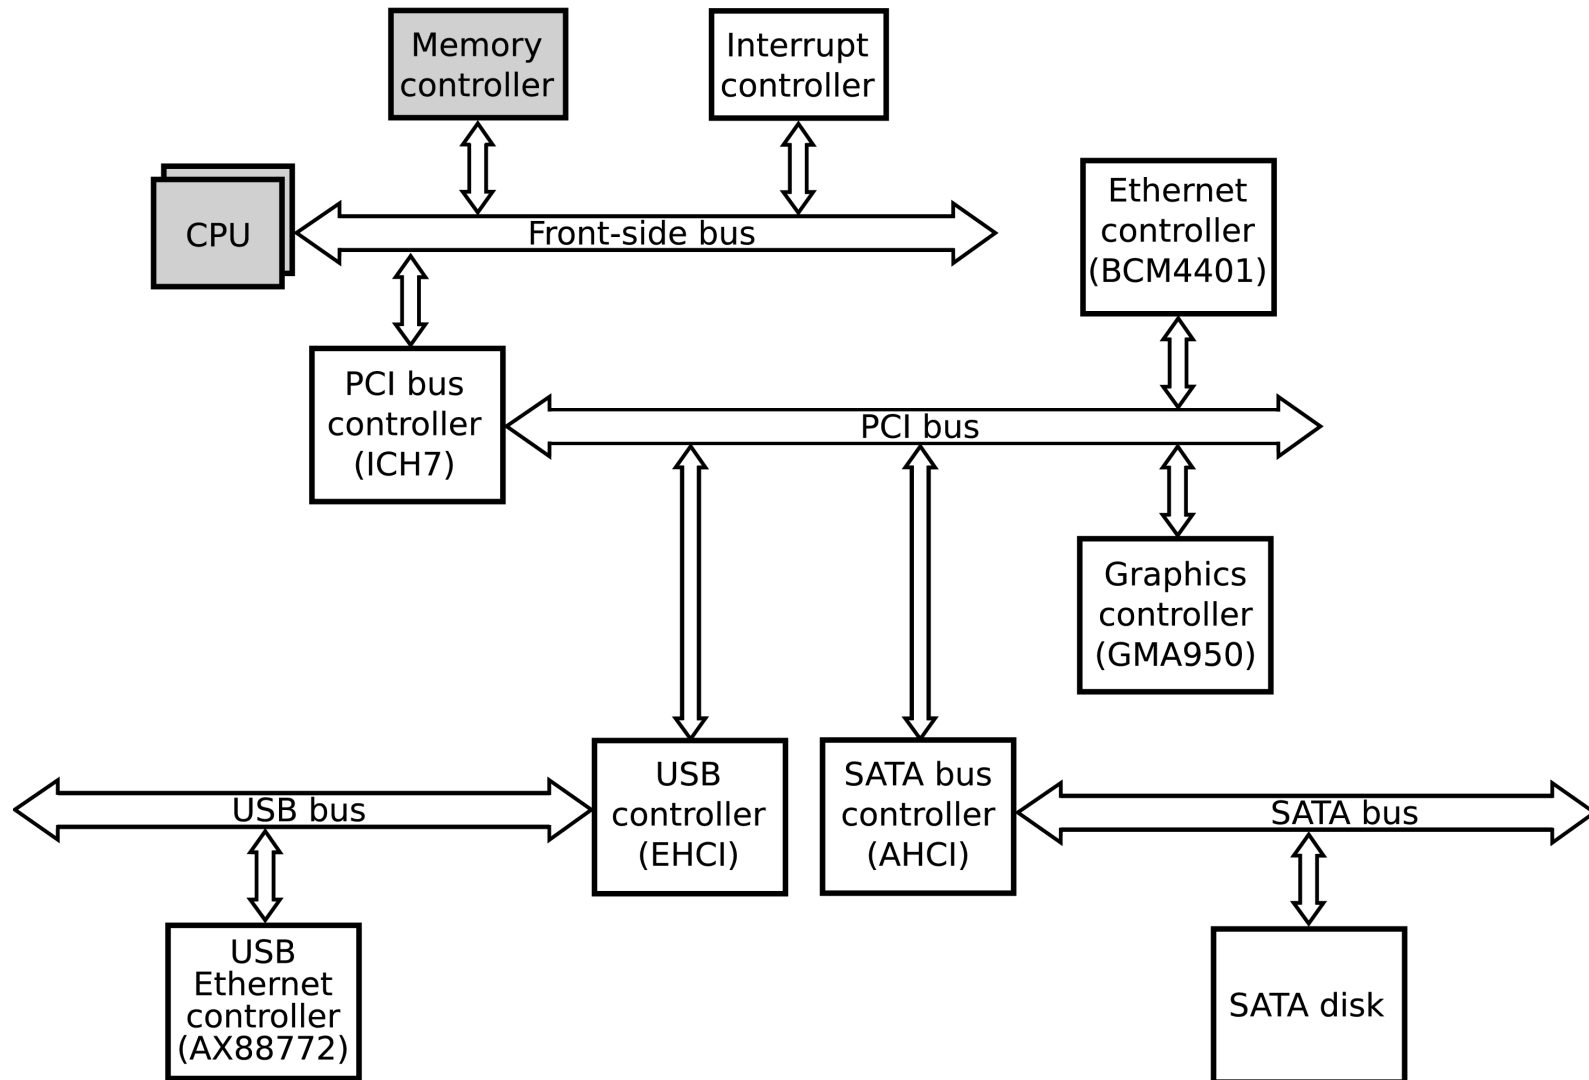 Memory
controller
Interrupt
controller
CPU
Front-side bus
Ethernet
controller
(BCM4401)
PCI bus
controller
(ICH7)
PCI bus
Graphics
controller
(GMA950)
USB bus
USB
controller
(EHCI)
SATA bus
controller
(AHCI)
SATA bus
USB
Ethernet
controller
(AX88772)
SATA disk